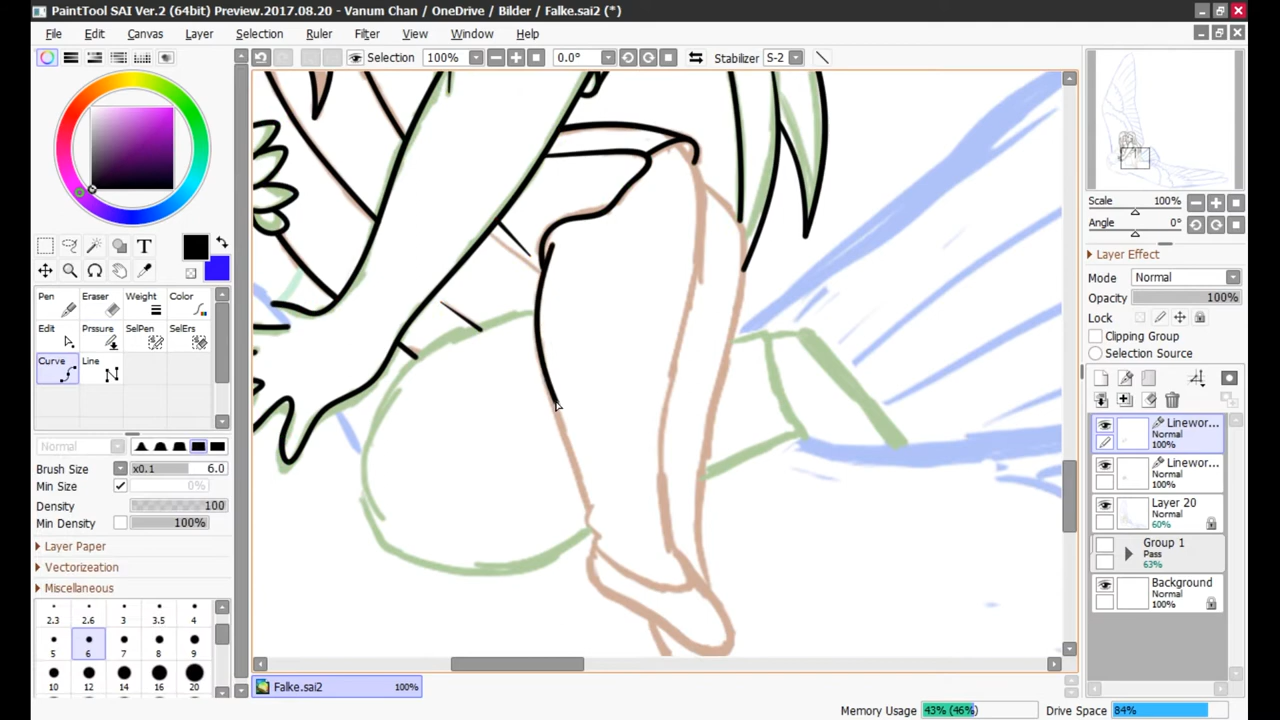 PaintTool SAI Ver.2 (64bit) Preview.2017.08.20 - Vanum Chan / OneDrive / Bilder / Falke.sai2 (*)
File Edit Canvas Layer Selection Ruler Filter View Window Help
Selection 100% 0.0° Stabilizer S-2
Scale 100%
Angle 0°
Layer Effect
Mode Normal
Opacity 100%
Lock
Clipping Group
Selection Source
Linewor...
Normal
100%
Linewor...
Normal
100%
Layer 20
Normal
60%
Group 1
Pass
63%
Background
Normal
100%
T
Pen Eraser Weight Color
Edit Prssure SelPen SelErs
Curve Line
Normal
Brush Size x0.1 6.0
Min Size 0%
Density 100
Min Density 100%
Layer Paper
Vectorization
Miscellaneous
2.3 2.6 3 3.5 4
5 6 7 8 9
10 12 14 16 20
Falke.sai2 100%
Memory Usage 43% (46%) Drive Space 84%